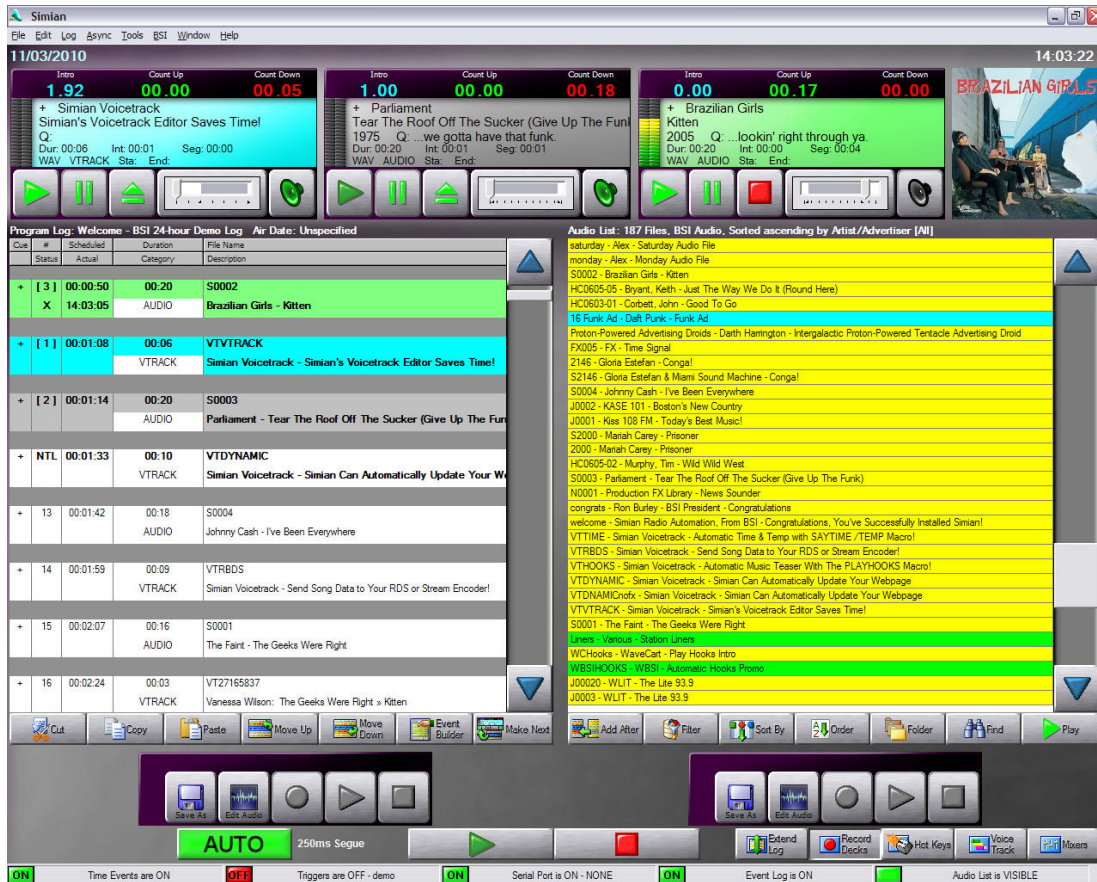 Simian
File Edit Log Async Tools BSI Window Help
11/03/2010
14:03:22
Intro Count Up Count Down
1.92 00.00 00.05
+ Simian Voicetrack
Simian's Voicetrack Editor Saves Time!
Q:
Dur: 00:06 Int: 00:01 Seg: 00:00
WAV VTRACK Sta: End:
Intro Count Up Count Down
1.00 00.00 00.18
+ Parliament
Tear The Roof Off The Sucker (Give Up The Fun
1975 Q: ...we gotta have that funk.
Dur: 00:20 Int: 00:01 Seg: 00:01
WAV AUDIO Sta: End:
Intro Count Up Count Down
0.00 00.17 00.00
+ Brazilian Girls
Kitten
2005 Q: ...lookin' right through ya.
Dur: 00:20 Int: 00:00 Seg: 00:04
WAV AUDIO Sta: End:
BRAZILIAN GIRLS
Program Log: Welcome - BSI 24-hour Demo Log Air Date: Unspecified
Cue # Scheduled Duration File Name
Status Actual Category Description
+ [ 3 ] 00:00:50 00:20 S0002
X 14:03:05 AUDIO Brazilian Girls - Kitten
+ [ 1 ] 00:01:08 00:06 VTVTRACK
VTRACK Simian Voicetrack - Simian's Voicetrack Editor Saves Time!
+ [ 2 ] 00:01:14 00:20 S0003
AUDIO Parliament - Tear The Roof Off The Sucker (Give Up The Fun
+ NTL 00:01:33 00:10 VTDYNAMIC
VTRACK Simian Voicetrack - Simian Can Automatically Update Your We
+ 13 00:01:42 00:18 S0004
AUDIO Johnny Cash - I've Been Everywhere
+ 14 00:01:59 00:09 VTRBDS
VTRACK Simian Voicetrack - Send Song Data to Your RDS or Stream Encoder!
+ 15 00:02:07 00:16 S0001
AUDIO The Faint - The Geeks Were Right
+ 16 00:02:24 00:03 VT27165837
VTRACK Vanessa Wilson: The Geeks Were Right » Kitten
Audio List: 187 Files, BSI Audio, Sorted ascending by Artist/Advertiser [All]
saturday - Alex - Saturday Audio File
monday - Alex - Monday Audio File
S0002 - Brazilian Girls - Kitten
HC0605-05 - Bryant, Keith - Just The Way We Do It (Round Here)
HC0603-01 - Corbett, John - Good To Go
16 Funk Ad - Daft Punk - Funk Ad
Proton-Powered Advertising Droids - Darth Harrington - Intergalactic Proton-Powered Tentacle Advertising Droid
FX005 - FX - Time Signal
2146 - Gloria Estefan - Conga!
S2146 - Gloria Estefan & Miami Sound Machine - Conga!
S0004 - Johnny Cash - I've Been Everywhere
J0002 - KASE 101 - Boston's New Country
J0001 - Kiss 108 FM - Today's Best Music!
S2000 - Mariah Carey - Prisoner
2000 - Mariah Carey - Prisoner
HC0605-02 - Murphy, Tim - Wild Wild West
S0003 - Parliament - Tear The Roof Off The Sucker (Give Up The Funk)
N0001 - Production FX Library - News Sounder
congrats - Ron Burley - BSI President - Congratulations
welcome - Simian Radio Automation, From BSI - Congratulations, You've Successfully Installed Simian!
VTTIME - Simian Voicetrack - Automatic Time & Temp with SAYTIME /TEMP Macro!
VTRBDS - Simian Voicetrack - Send Song Data to Your RDS or Stream Encoder!
VTHOOKS - Simian Voicetrack - Automatic Music Teaser With The PLAYHOOKS Macro!
VTDYNAMIC - Simian Voicetrack - Simian Can Automatically Update Your Webpage
VTDNAMICnofx - Simian Voicetrack - Simian Can Automatically Update Your Webpage
VTVTRACK - Simian Voicetrack - Simian's Voicetrack Editor Saves Time!
S0001 - The Faint - The Geeks Were Right
Liners - Various - Station Liners
WCHooks - WaveCart - Play Hooks Intro
WBSIHOOKS - WBSI - Automatic Hooks Promo
J00020 - WLIT - The Lite 93.9
J0003 - WLIT - The Lite 93.9
Cut Copy Paste Move Up Move Down Event Builder Make Next
Add After Filter Sort By Order Folder Find Play
Save As Edit Audio
Save As Edit Audio
AUTO 250ms Segue
Extend Log Record Decks Hot Keys Voice Track Mixers
ON Time Events are ON OFF Triggers are OFF - demo ON Serial Port is ON - NONE ON Event Log is ON Audio List is VISIBLE